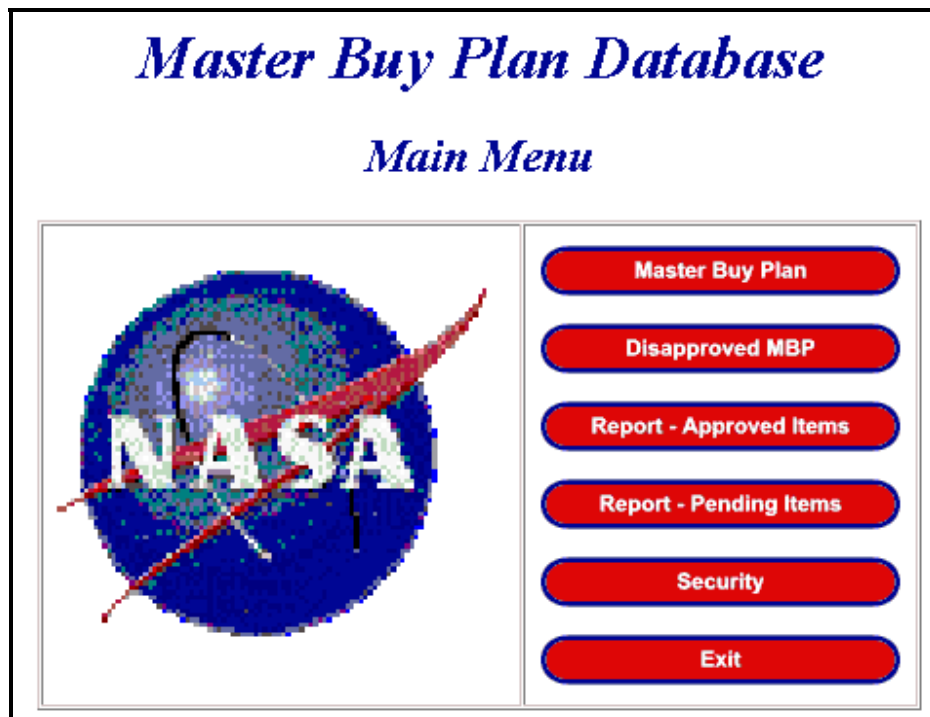 Master Buy Plan Database
Main Menu
NASA
Master Buy Plan
Disapproved MBP
Report - Approved Items
Report - Pending Items
Security
Exit